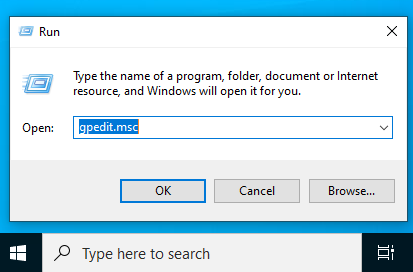 Run
Type the name of a program, folder, document or Internet
resource, and Windows will open it for you.
Open:
gpedit.msc
OK
Cancel
Browse...
Type here to search